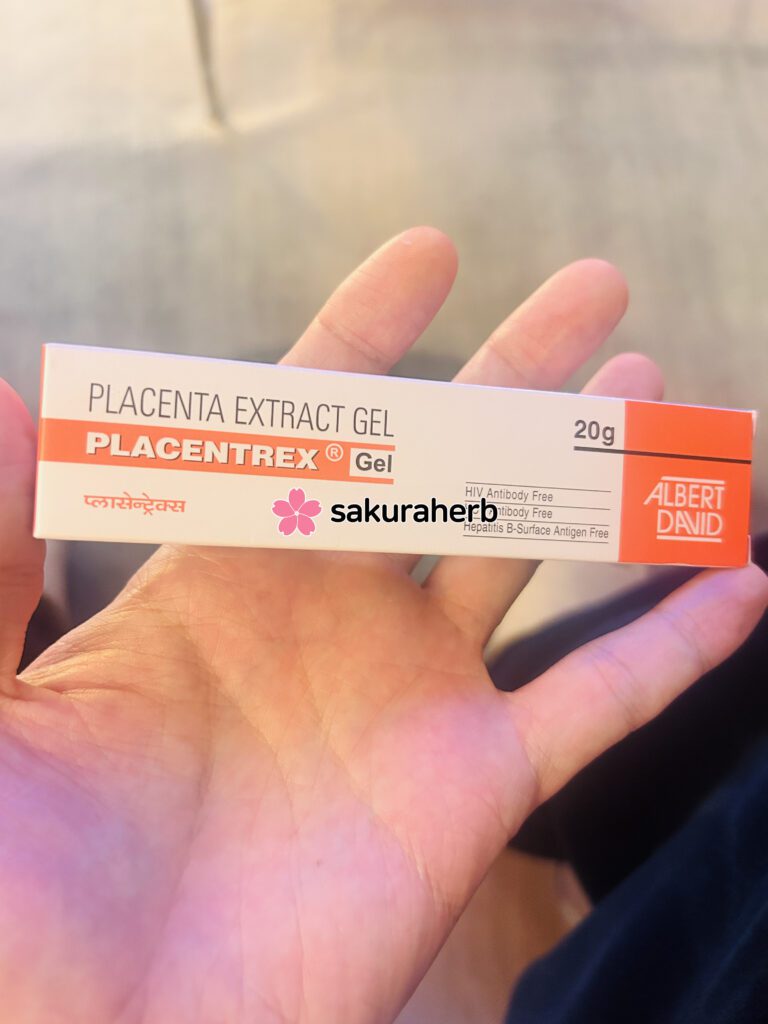 PLACENTA EXTRACT GEL
PLACENTREX® Gel
प्लासेन्ट्रेक्स
20g
HIV Antibody Free
Antibody Free
Hepatitis B-Surface Antigen Free
ALBERT
DAVID
sakuraherb